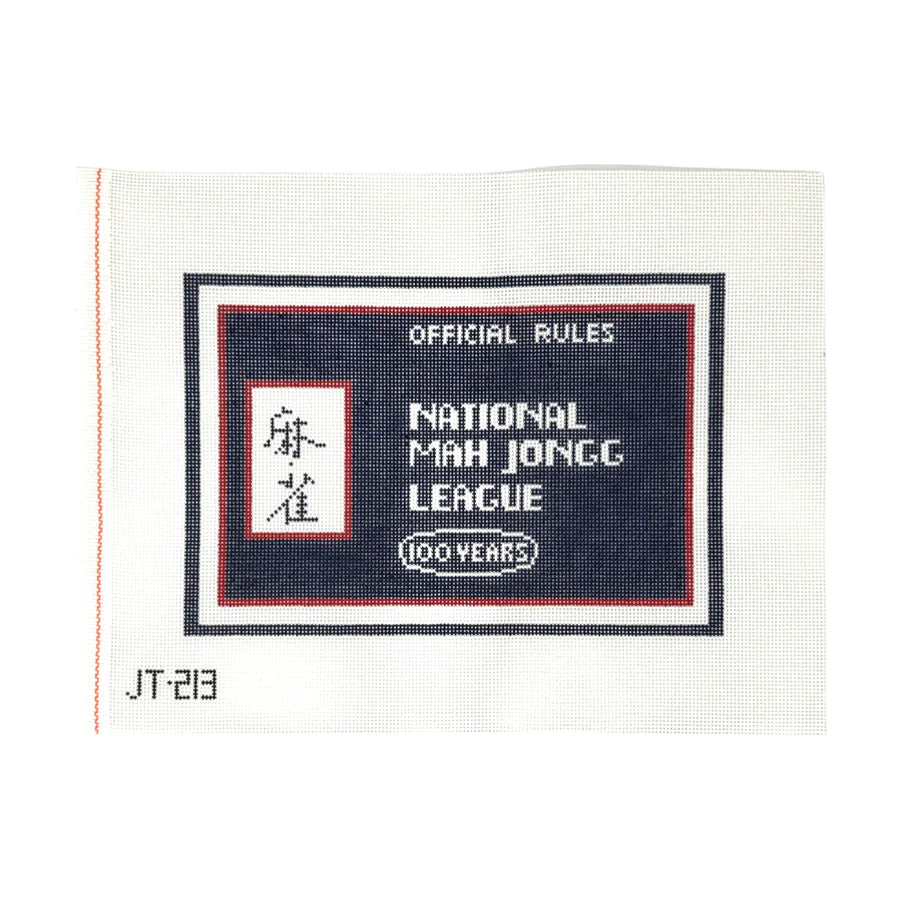 OFFICIAL RULES
麻
雀
NATIONAL
MAH JONGG
LEAGUE
100 YEARS
JT-213